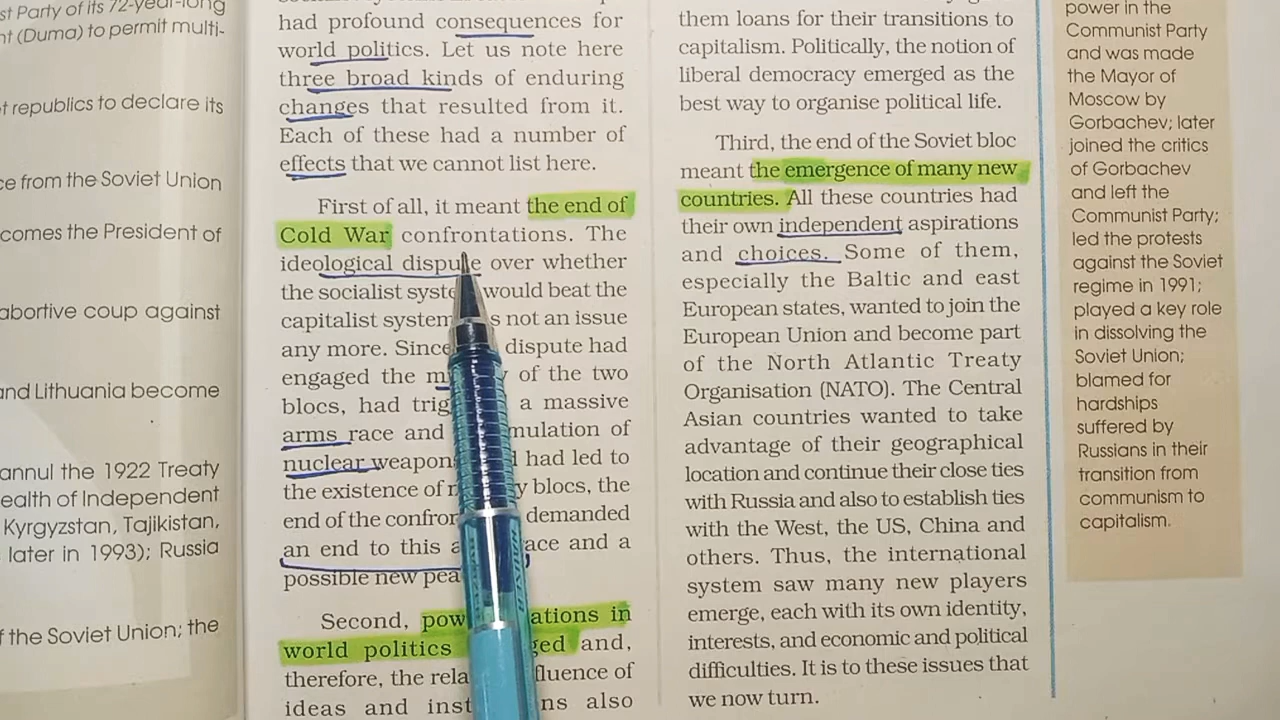 st Party of its 72-year-long
nt (Duma) to permit multi-
t republics to declare its
ce from the Soviet Union
comes the President of
abortive coup against
and Lithuania become
annul the 1922 Treaty
ealth of Independent
Kyrgyzstan, Tajikistan,
later in 1993); Russia
f the Soviet Union; the
had profound consequences for
world politics. Let us note here
three broad kinds of enduring
changes that resulted from it.
Each of these had a number of
effects that we cannot list here.
First of all, it meant the end of
Cold War confrontations. The
ideological dispute over whether
the socialist syste would beat the
capitalist system s not an issue
any more. Since dispute had
engaged the m y of the two
blocs, had trig a massive
arms race and mulation of
nuclear weapon had led to
the existence of m y blocs, the
end of the confron demanded
an end to this a ace and a
possible new pea
Second, pow ations in
world politics ged and,
therefore, the rela fluence of
ideas and inst ns also
them loans for their transitions to
capitalism. Politically, the notion of
liberal democracy emerged as the
best way to organise political life.
Third, the end of the Soviet bloc
meant the emergence of many new
countries. All these countries had
their own independent aspirations
and choices. Some of them,
especially the Baltic and east
European states, wanted to join the
European Union and become part
of the North Atlantic Treaty
Organisation (NATO). The Central
Asian countries wanted to take
advantage of their geographical
location and continue their close ties
with Russia and also to establish ties
with the West, the US, China and
others. Thus, the international
system saw many new players
emerge, each with its own identity,
interests, and economic and political
difficulties. It is to these issues that
we now turn.
power in the
Communist Party
and was made
the Mayor of
Moscow by
Gorbachev; later
joined the critics
of Gorbachev
and left the
Communist Party;
led the protests
against the Soviet
regime in 1991;
played a key role
in dissolving the
Soviet Union;
blamed for
hardships
suffered by
Russians in their
transition from
communism to
capitalism.